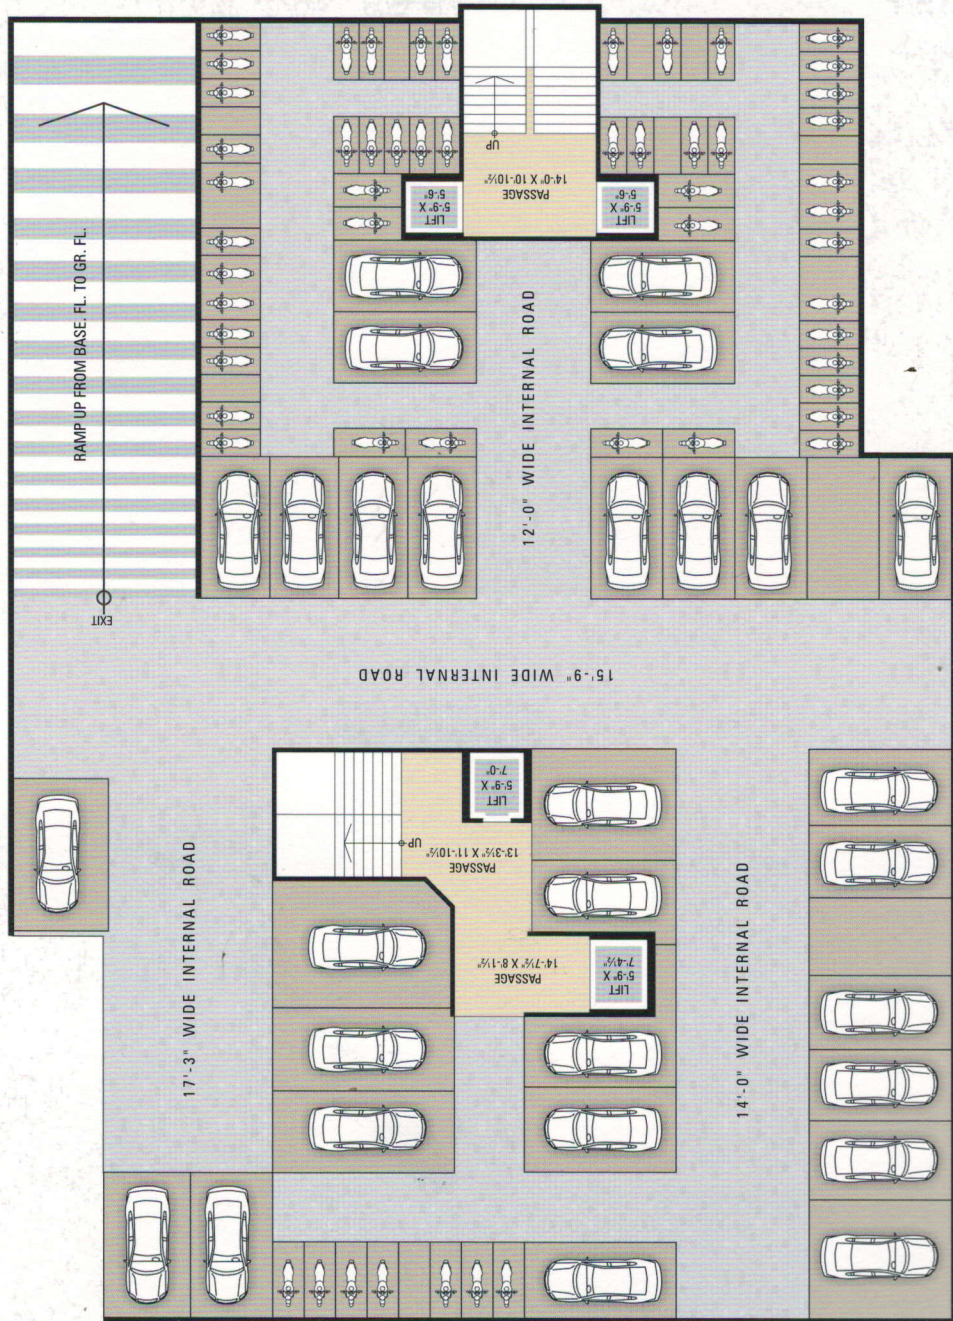 RAMP UP FROM BASE. FL. TO GR. FL.
EXIT
UP
PASSAGE
14'-0" X 10'-10½"
LIFT
5'-9" X
5'-6"
LIFT
5'-9" X
5'-6"
12'-0" WIDE INTERNAL ROAD
15'-9" WIDE INTERNAL ROAD
LIFT
5'-9" X
7'-0"
UP
PASSAGE
13'-3½" X 11'-10½"
PASSAGE
14'-7½" X 8'-1½"
LIFT
5'-9" X
7'-4½"
17'-3" WIDE INTERNAL ROAD
14'-0" WIDE INTERNAL ROAD